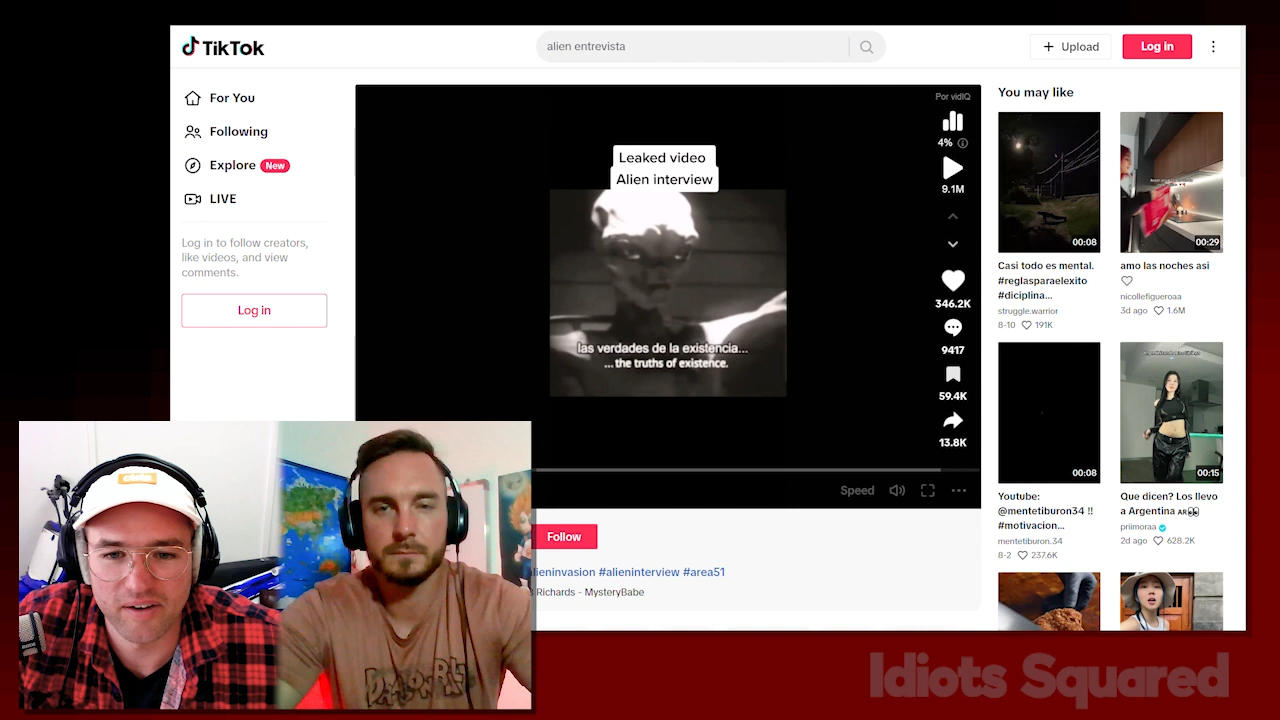 TikTok
alien entrevista
Upload
Log in
For You
Following
Explore New
LIVE
Log in to follow creators,
like videos, and view
comments.
Log in
Por vidIQ
4%
9.1M
346.2K
9417
59.4K
13.8K
Leaked video
Alien interview
las verdades de la existencia...
... the truths of existence.
Speed
Follow
#alieninterview #area51
Richards - MysteryBabe
You may like
00:08
Casi todo es mental.
#reglasparaelexito
#diciplina...
struggle.warrior
8-10 191K
00:29
amo las noches asi
nicollefigueroaa
3d ago 1.6M
00:08
Youtube:
@mentetiburon34 !!
#motivacion...
mentetiburon.34
8-2 237.6K
00:15
Que dicen? Los llevo
a Argentina AR
priimoraa
2d ago 628.2K
Idiots Squared